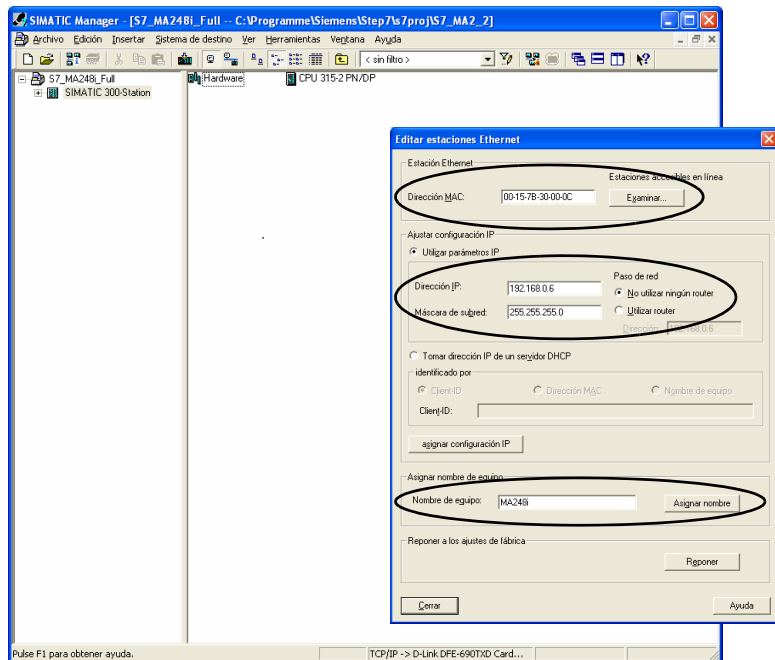 SIMATIC Manager - [S7_MA248i_Full -- C:\Programme\Siemens\Step7\s7proj\S7_MA2_2]
Archivo Edición Insertar Sistema de destino Ver Herramientas Ventana Ayuda
< sin filtro >
S7_MA248i_Full
SIMATIC 300-Station
Hardware
CPU 315-2 PN/DP
Editar estaciones Ethernet
Estación Ethernet
Estaciones accesibles en línea
Dirección MAC: 00-15-7B-30-00-0C Examinar...
Ajustar configuración IP
Utilizar parámetros IP
Paso de red
Dirección IP: 192.168.0.6 No utilizar ningún router
Máscara de subred: 255.255.255.0 Utilizar router
Dirección: 192.168.0.6
Tomar dirección IP de un servidor DHCP
identificado por
Client-ID Dirección MAC Nombre de equipo
Client-ID:
asignar configuración IP
Asignar nombre de equipo
Nombre de equipo: MA248i Asignar nombre
Reponer a los ajustes de fábrica
Reponer
Cerrar Ayuda
Pulse F1 para obtener ayuda. TCP/IP -> D-Link DFE-690TXD Card...